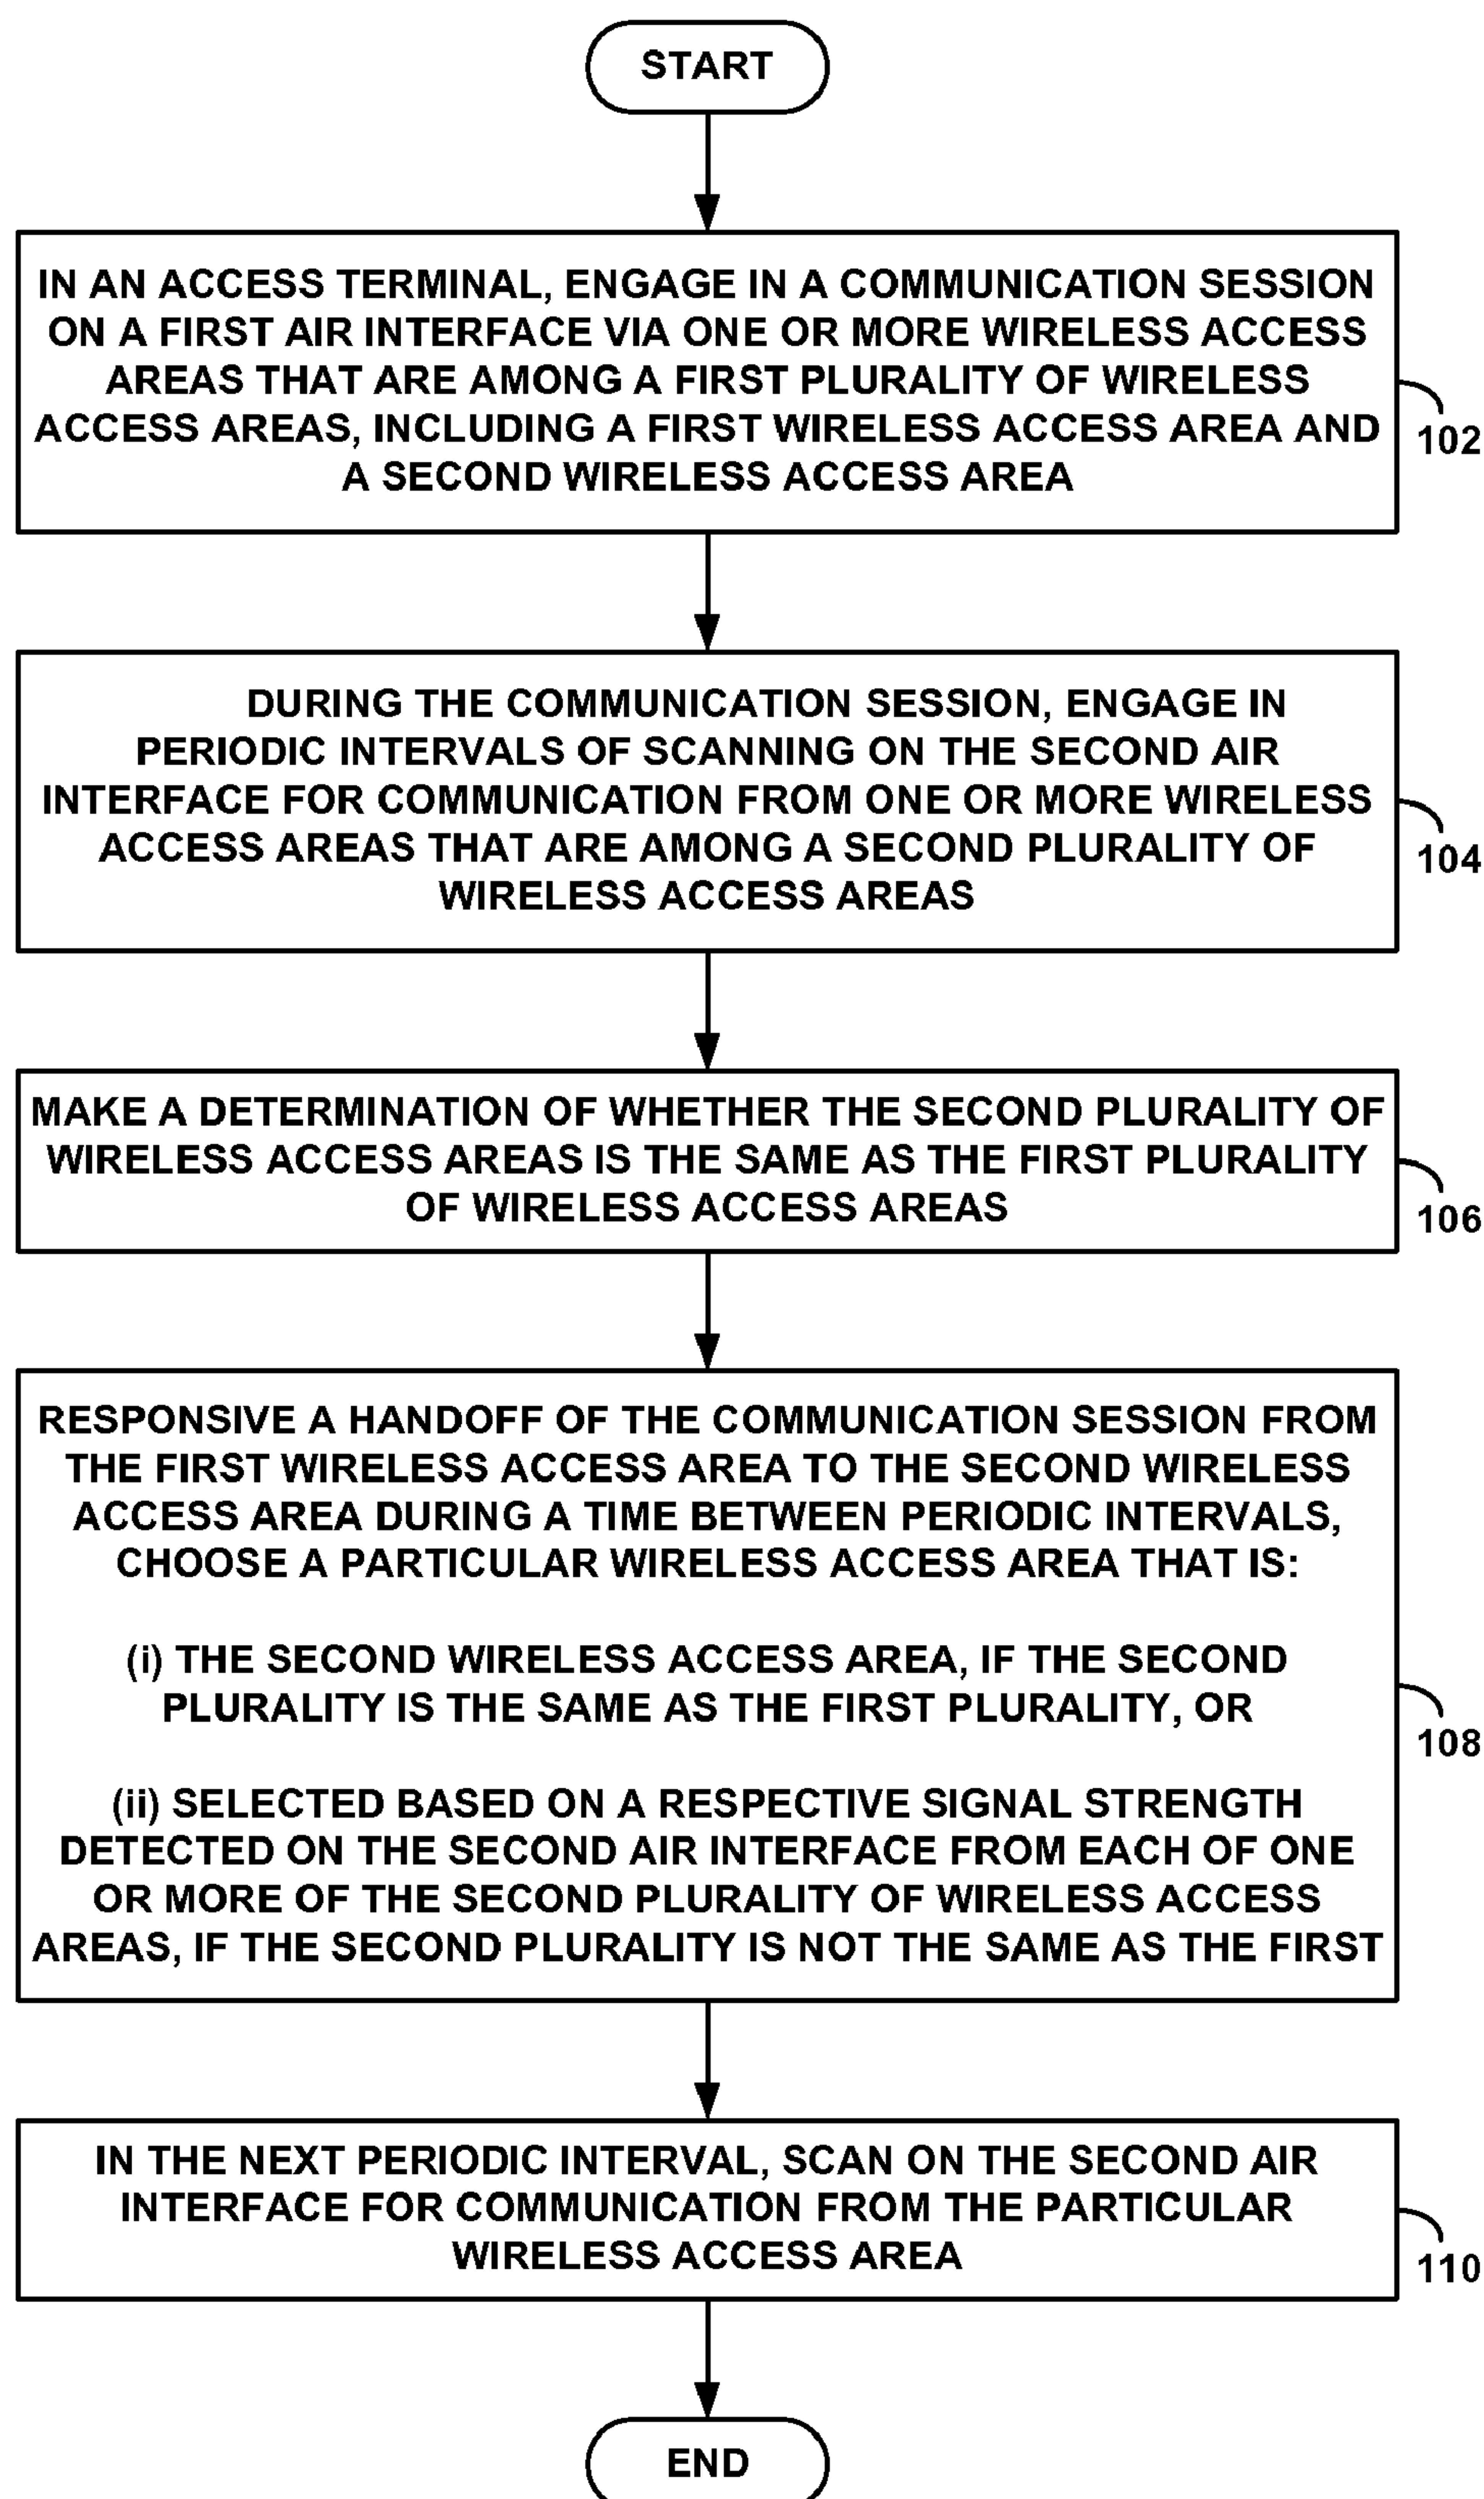 START
IN AN ACCESS TERMINAL, ENGAGE IN A COMMUNICATION SESSION
ON A FIRST AIR INTERFACE VIA ONE OR MORE WIRELESS ACCESS
AREAS THAT ARE AMONG A FIRST PLURALITY OF WIRELESS
ACCESS AREAS, INCLUDING A FIRST WIRELESS ACCESS AREA AND
A SECOND WIRELESS ACCESS AREA
102
DURING THE COMMUNICATION SESSION, ENGAGE IN
PERIODIC INTERVALS OF SCANNING ON THE SECOND AIR
INTERFACE FOR COMMUNICATION FROM ONE OR MORE WIRELESS
ACCESS AREAS THAT ARE AMONG A SECOND PLURALITY OF
WIRELESS ACCESS AREAS
104
MAKE A DETERMINATION OF WHETHER THE SECOND PLURALITY OF
WIRELESS ACCESS AREAS IS THE SAME AS THE FIRST PLURALITY
OF WIRELESS ACCESS AREAS
106
RESPONSIVE A HANDOFF OF THE COMMUNICATION SESSION FROM
THE FIRST WIRELESS ACCESS AREA TO THE SECOND WIRELESS
ACCESS AREA DURING A TIME BETWEEN PERIODIC INTERVALS,
CHOOSE A PARTICULAR WIRELESS ACCESS AREA THAT IS:
(i) THE SECOND WIRELESS ACCESS AREA, IF THE SECOND
PLURALITY IS THE SAME AS THE FIRST PLURALITY, OR
(ii) SELECTED BASED ON A RESPECTIVE SIGNAL STRENGTH
DETECTED ON THE SECOND AIR INTERFACE FROM EACH OF ONE
OR MORE OF THE SECOND PLURALITY OF WIRELESS ACCESS
AREAS, IF THE SECOND PLURALITY IS NOT THE SAME AS THE FIRST
108
IN THE NEXT PERIODIC INTERVAL, SCAN ON THE SECOND AIR
INTERFACE FOR COMMUNICATION FROM THE PARTICULAR
WIRELESS ACCESS AREA
110
END